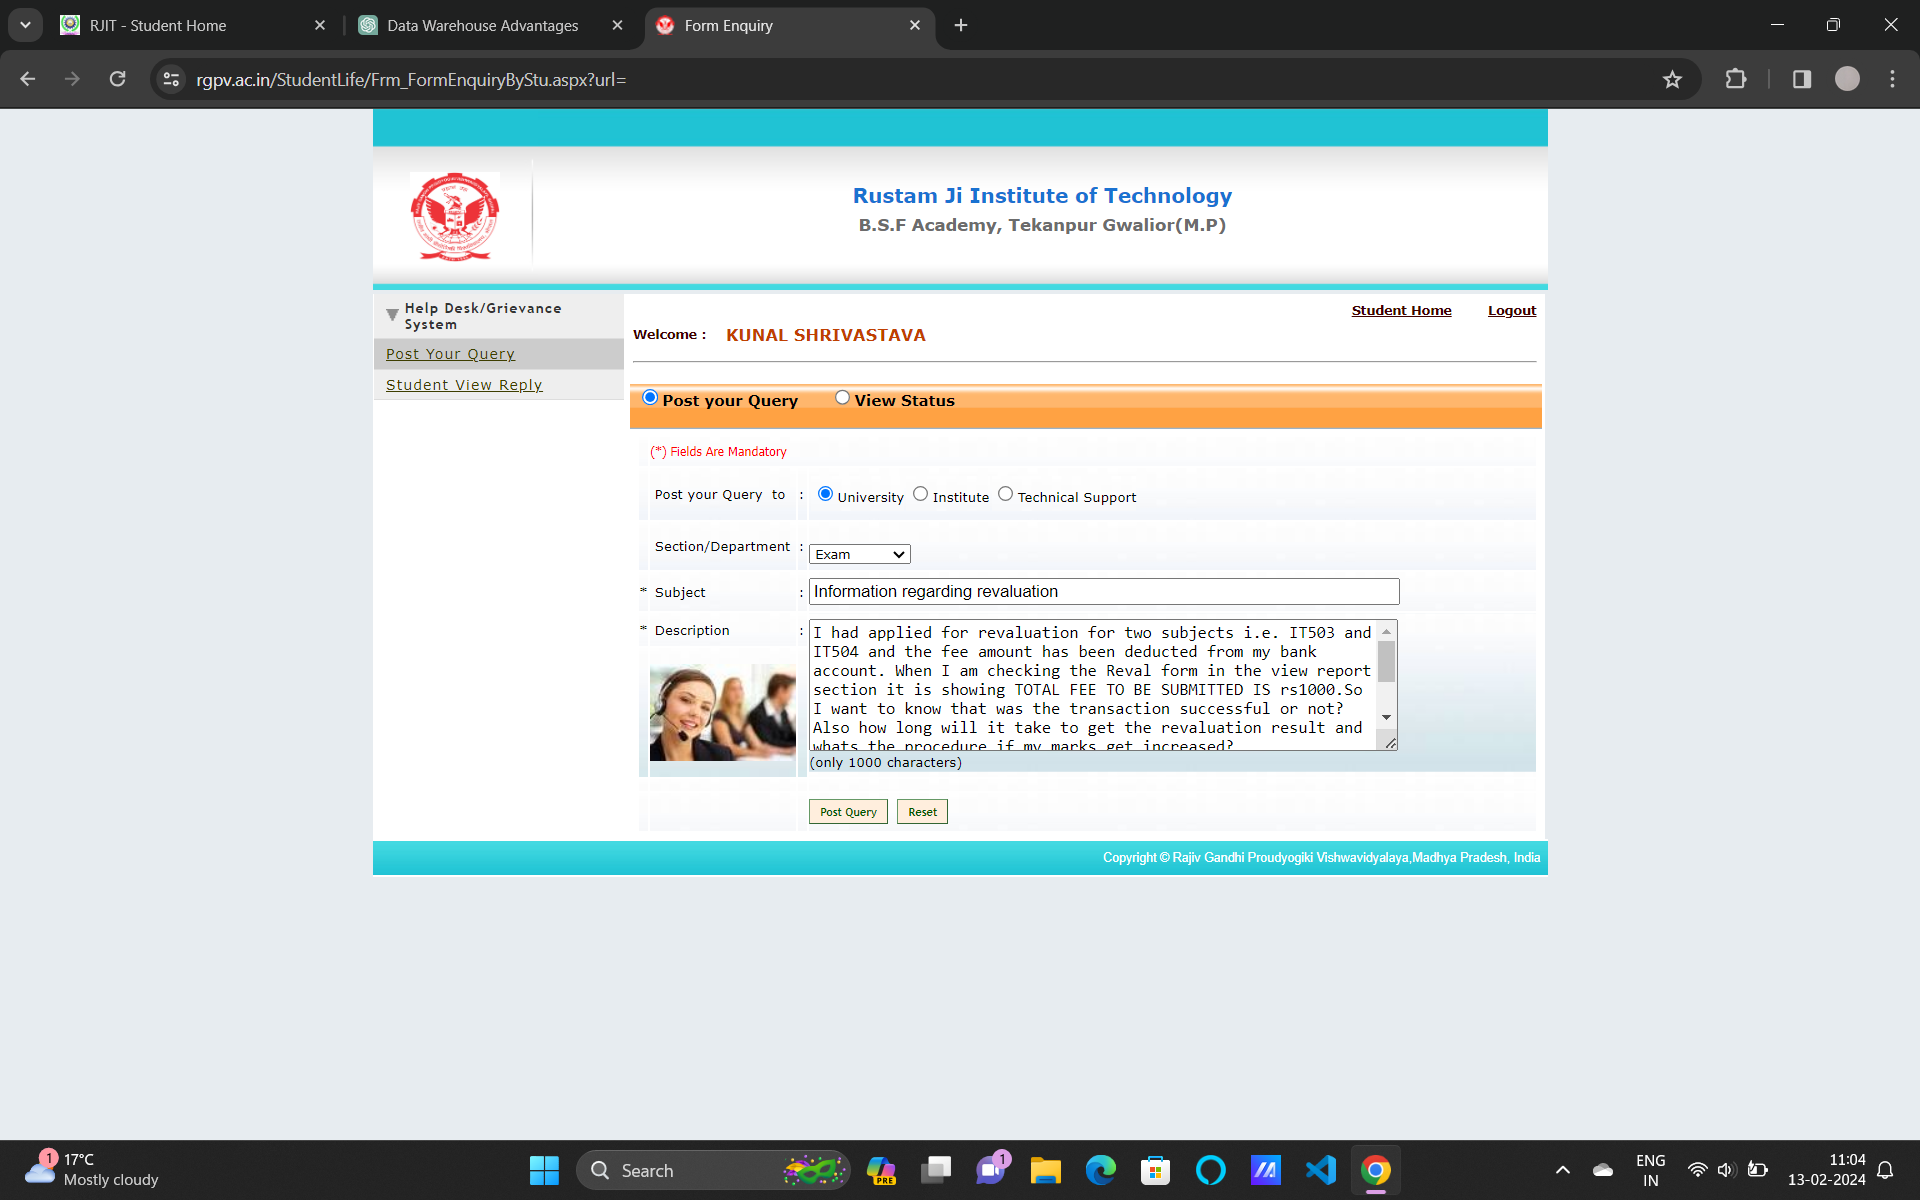 RJIT - Student Home
Data Warehouse Advantages
Form Enquiry
rgpv.ac.in/StudentLife/Frm_FormEnquiryByStu.aspx?url=
Rustam Ji Institute of Technology
B.S.F Academy, Tekanpur Gwalior(M.P)
Help Desk/Grievance
System
Post Your Query
Student View Reply
Student Home Logout
Welcome : KUNAL SHRIVASTAVA
Post your Query View Status
(*) Fields Are Mandatory
Post your Query to : University Institute Technical Support
Section/Department : Exam
* Subject : Information regarding revaluation
* Description :
I had applied for revaluation for two subjects i.e. IT503 and
IT504 and the fee amount has been deducted from my bank
account. When I am checking the Reval form in the view report
section it is showing TOTAL FEE TO BE SUBMITTED IS rs1000.So
I want to know that was the transaction successful or not?
Also how long will it take to get the revaluation result and
whats the procedure if my marks get increased?
(only 1000 characters)
Post Query Reset
Copyright © Rajiv Gandhi Proudyogiki Vishwavidyalaya,Madhya Pradesh, India
1
17°C
Mostly cloudy
Search
PRE
1
ENG
IN
11:04
13-02-2024